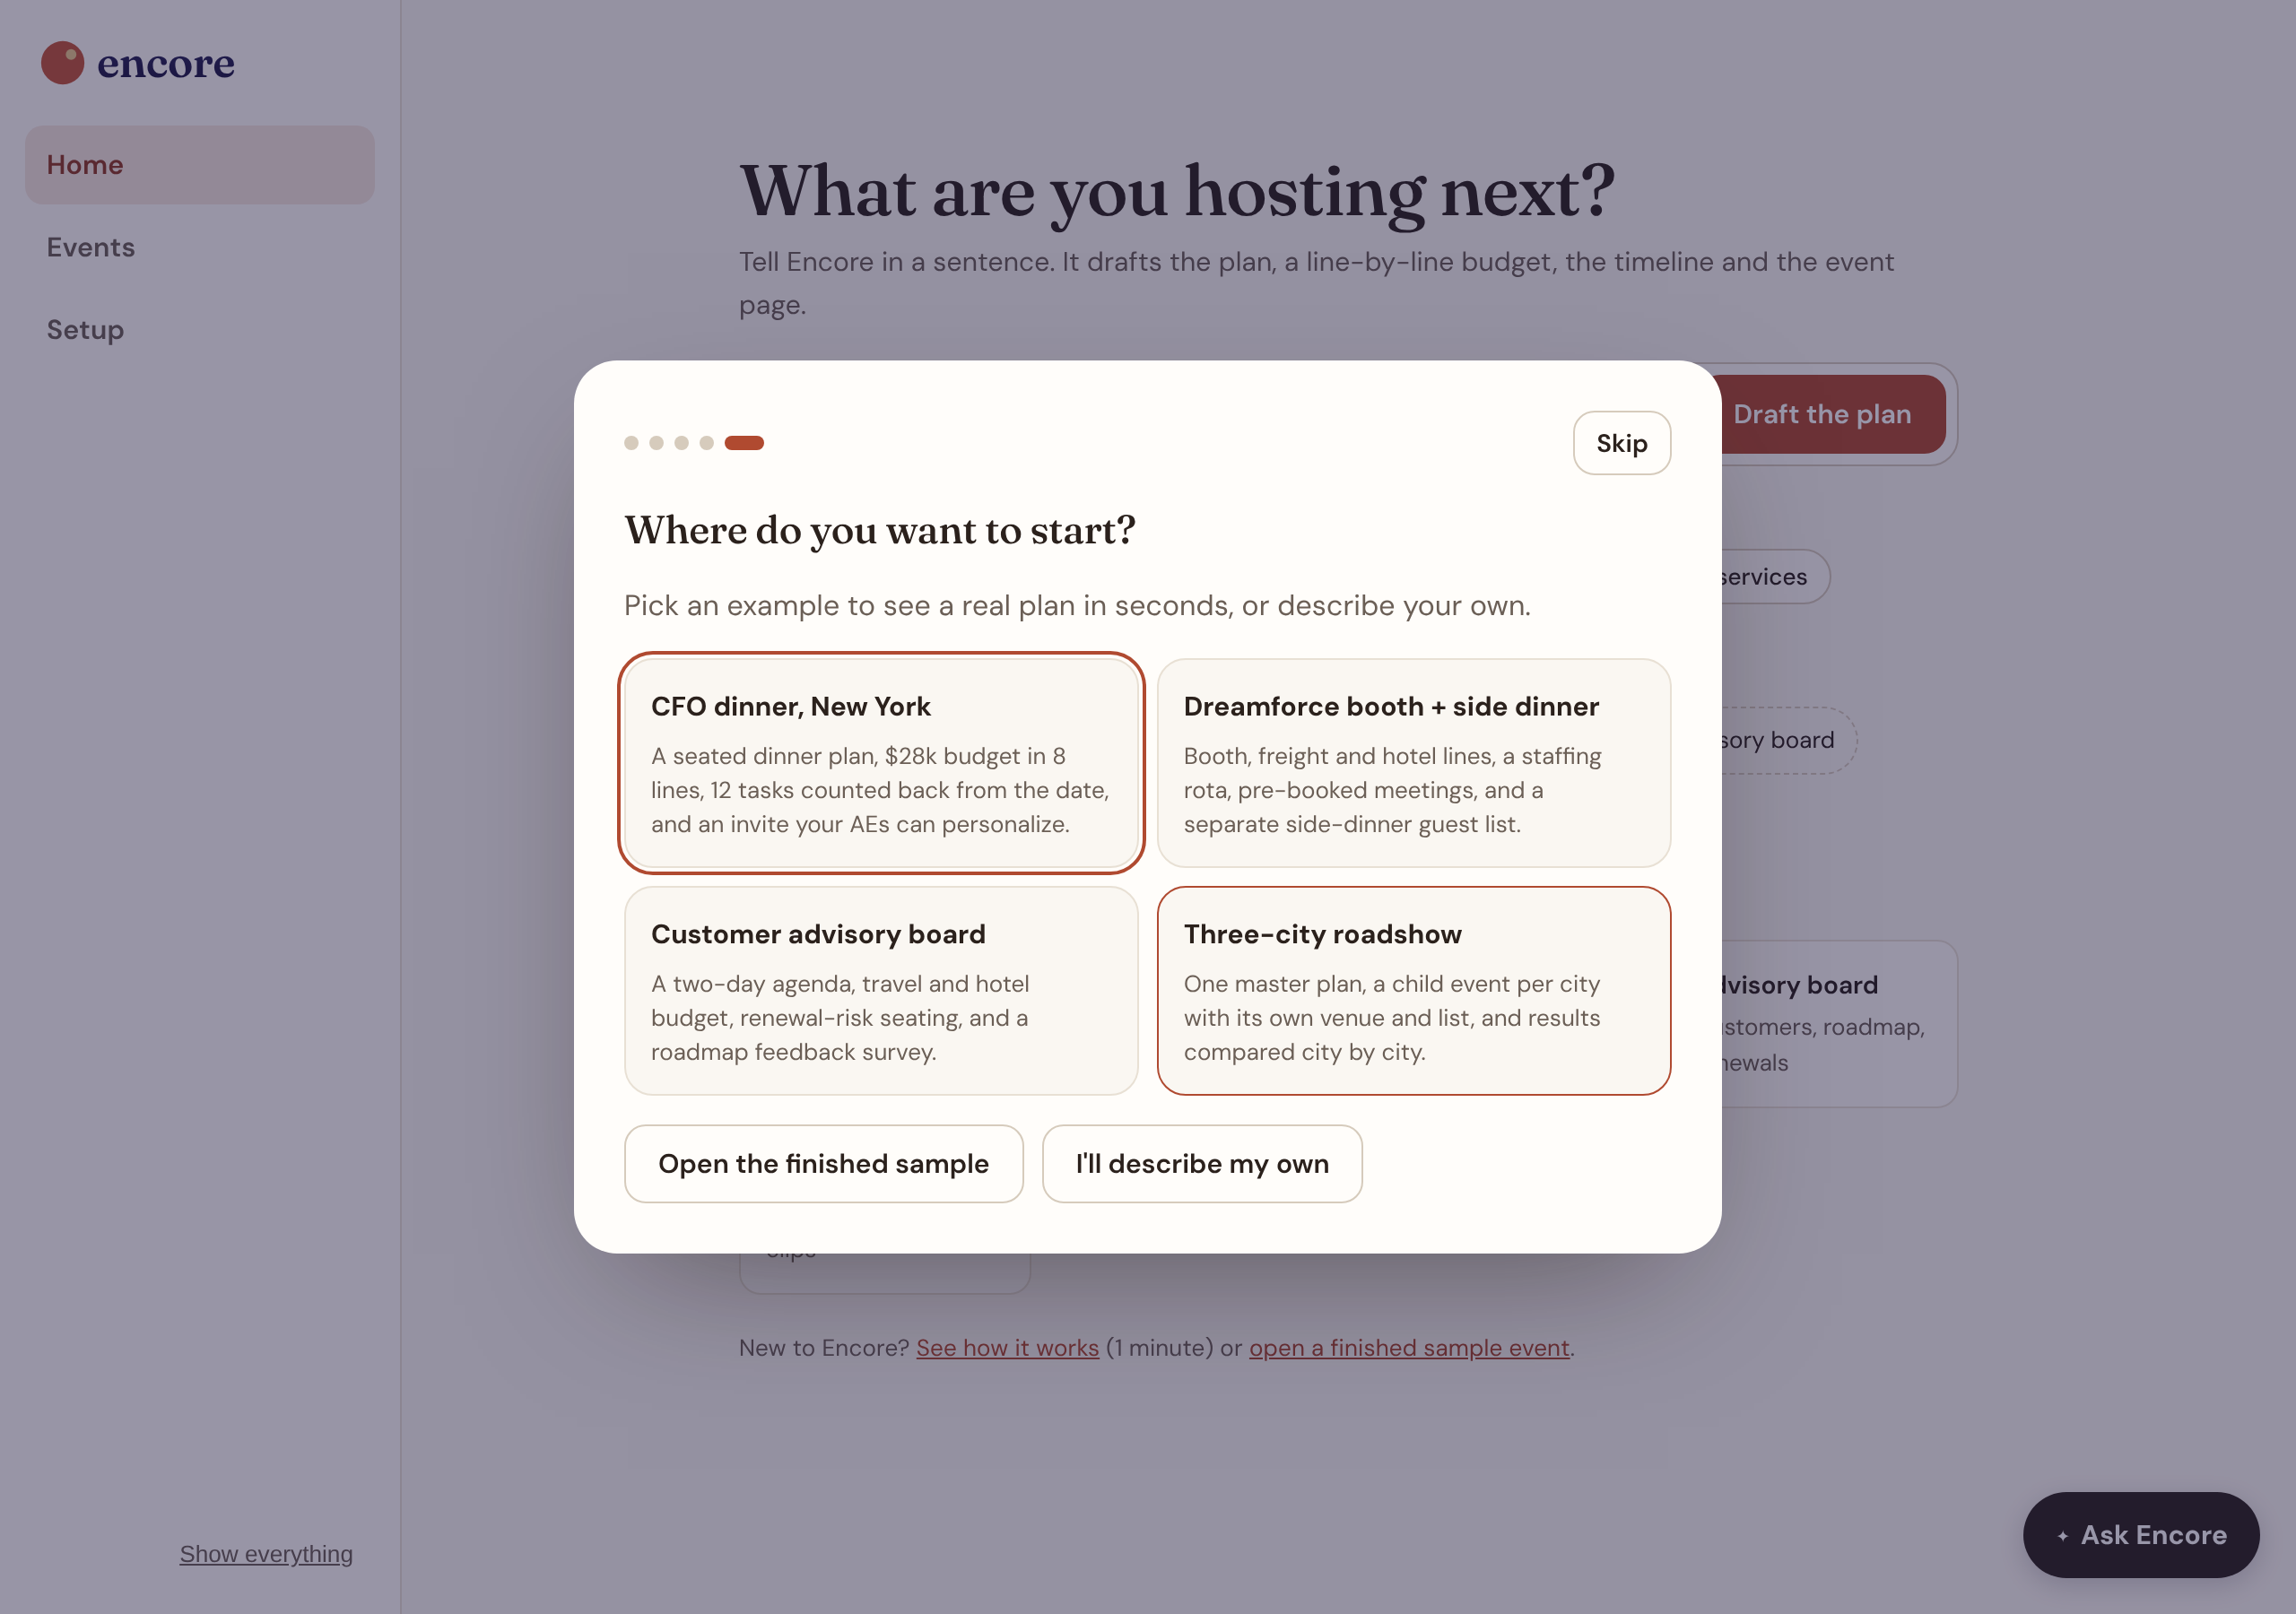 encore
Home
Events
Setup
What are you hosting next?
Tell Encore in a sentence. It drafts the plan, a line-by-line budget, the timeline and the event
page.
Draft the plan
services
board
advisory board
roadmap,
Skip
Where do you want to start?
Pick an example to see a real plan in seconds, or describe your own.
CFO dinner, New York
A seated dinner plan, $28k budget in 8
lines, 12 tasks counted back from the date,
and an invite your AEs can personalize.
Dreamforce booth + side dinner
Booth, freight and hotel lines, a staffing
rota, pre-booked meetings, and a
separate side-dinner guest list.
Customer advisory board
A two-day agenda, travel and hotel
budget, renewal-risk seating, and a
roadmap feedback survey.
Three-city roadshow
One master plan, a child event per city
with its own venue and list, and results
compared city by city.
Open the finished sample
I'll describe my own
New to Encore? See how it works (1 minute) or open a finished sample event.
Show everything
Ask Encore